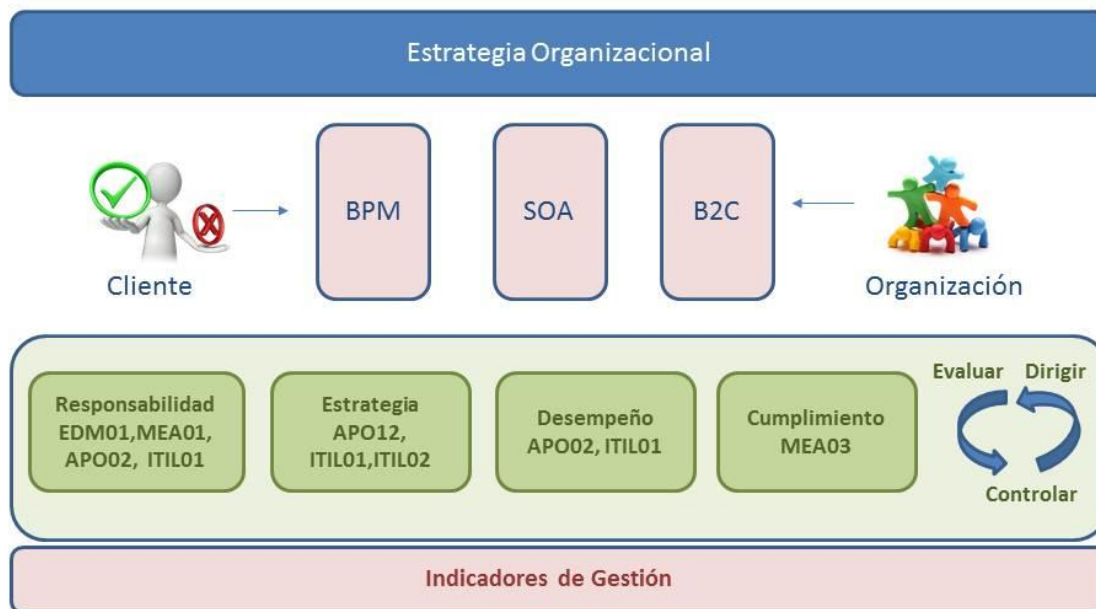 Estrategia Organizacional
BPM
SOA
B2C
Cliente
Organización
Responsabilidad
EDM01,MEA01,
APO02, ITIL01
Estrategia
APO12,
ITIL01,ITIL02
Desempeño
APO02, ITIL01
Cumplimiento
MEA03
Evaluar
Dirigir
Controlar
Indicadores de Gestión